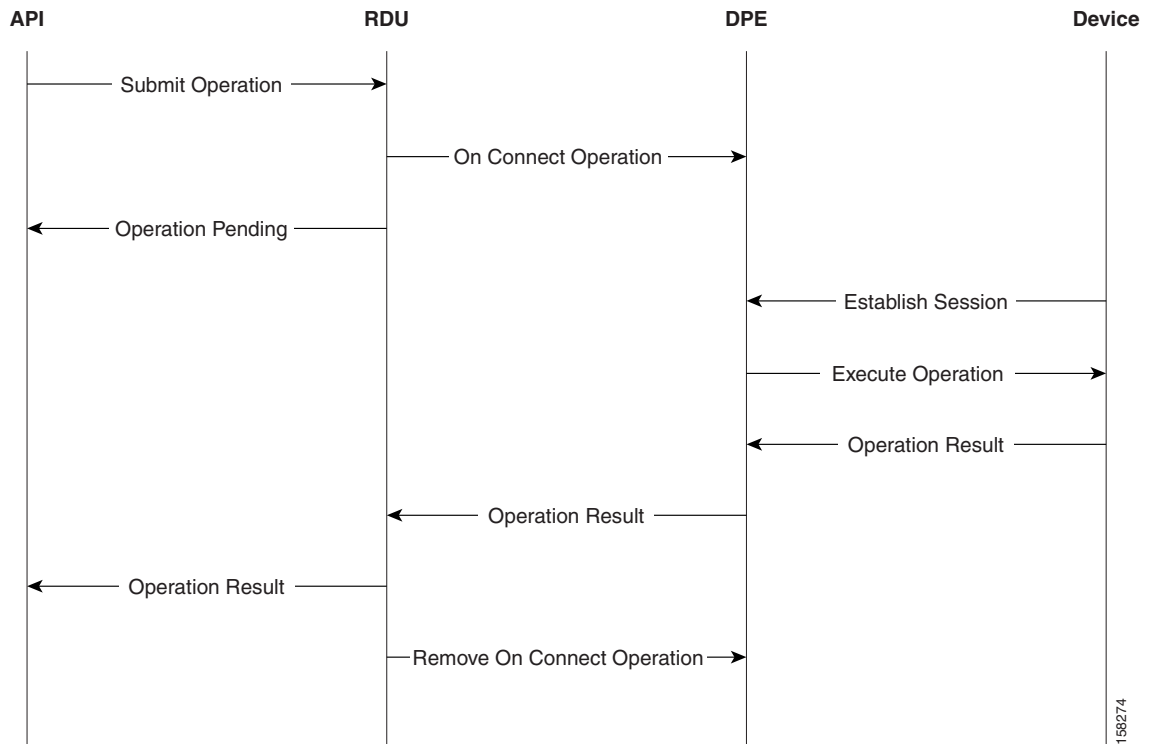 API
RDU
DPE
Device
Submit Operation
On Connect Operation
Operation Pending
Establish Session
Execute Operation
Operation Result
Operation Result
Operation Result
Remove On Connect Operation
158274